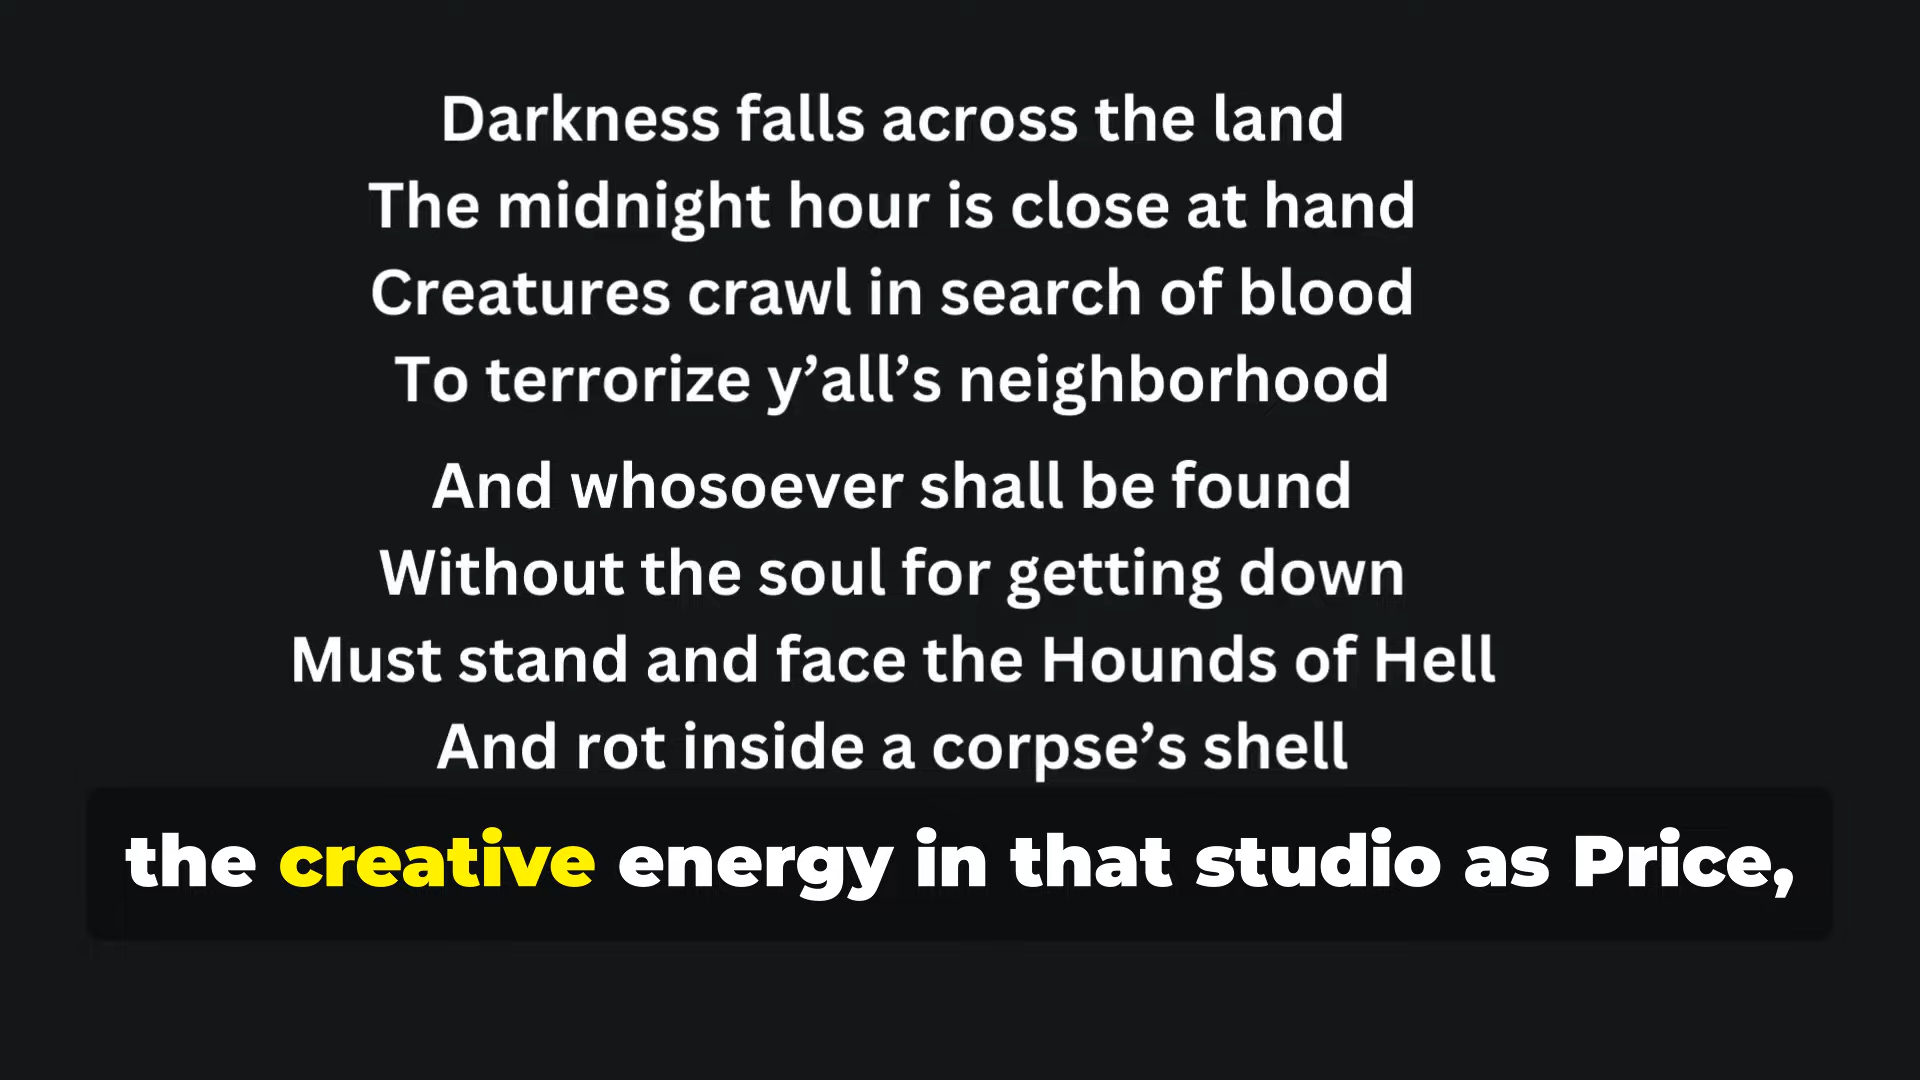 Darkness falls across the land
The midnight hour is close at hand
Creatures crawl in search of blood
To terrorize y’all’s neighborhood
And whosoever shall be found
Without the soul for getting down
Must stand and face the Hounds of Hell
And rot inside a corpse’s shell
the creative energy in that studio as Price,